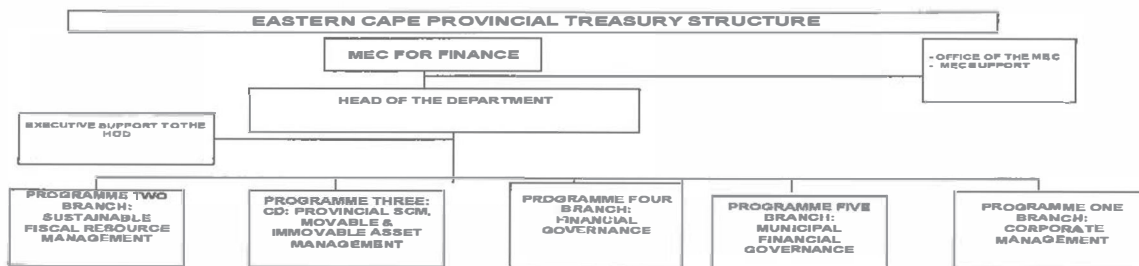 EASTERN CAPE PROVINCIAL TREASURY STRUCTURE
MEC FOR FINANCE
- OFFICE OF THE MEC
- MEC SUPPORT
HEAD OF THE DEPARTMENT
EXECUTIVE SUPPORT TO THE
HOD
PROGRAMME TWO
BRANCH:
SUSTAINABLE
FISCAL RESOURCE
MANAGEMENT
PROGRAMME THREE:
CD: PROVINCIAL SCM,
MOVABLE &
IMMOVABLE ASSET
MANAGEMENT
PROGRAMME FOUR
BRANCH:
FINANCIAL
GOVERNANCE
PROGRAMME FIVE
BRANCH:
MUNICIPAL
FINANCIAL
GOVERNANCE
PROGRAMME ONE
BRANCH:
CORPORATE
MANAGEMENT